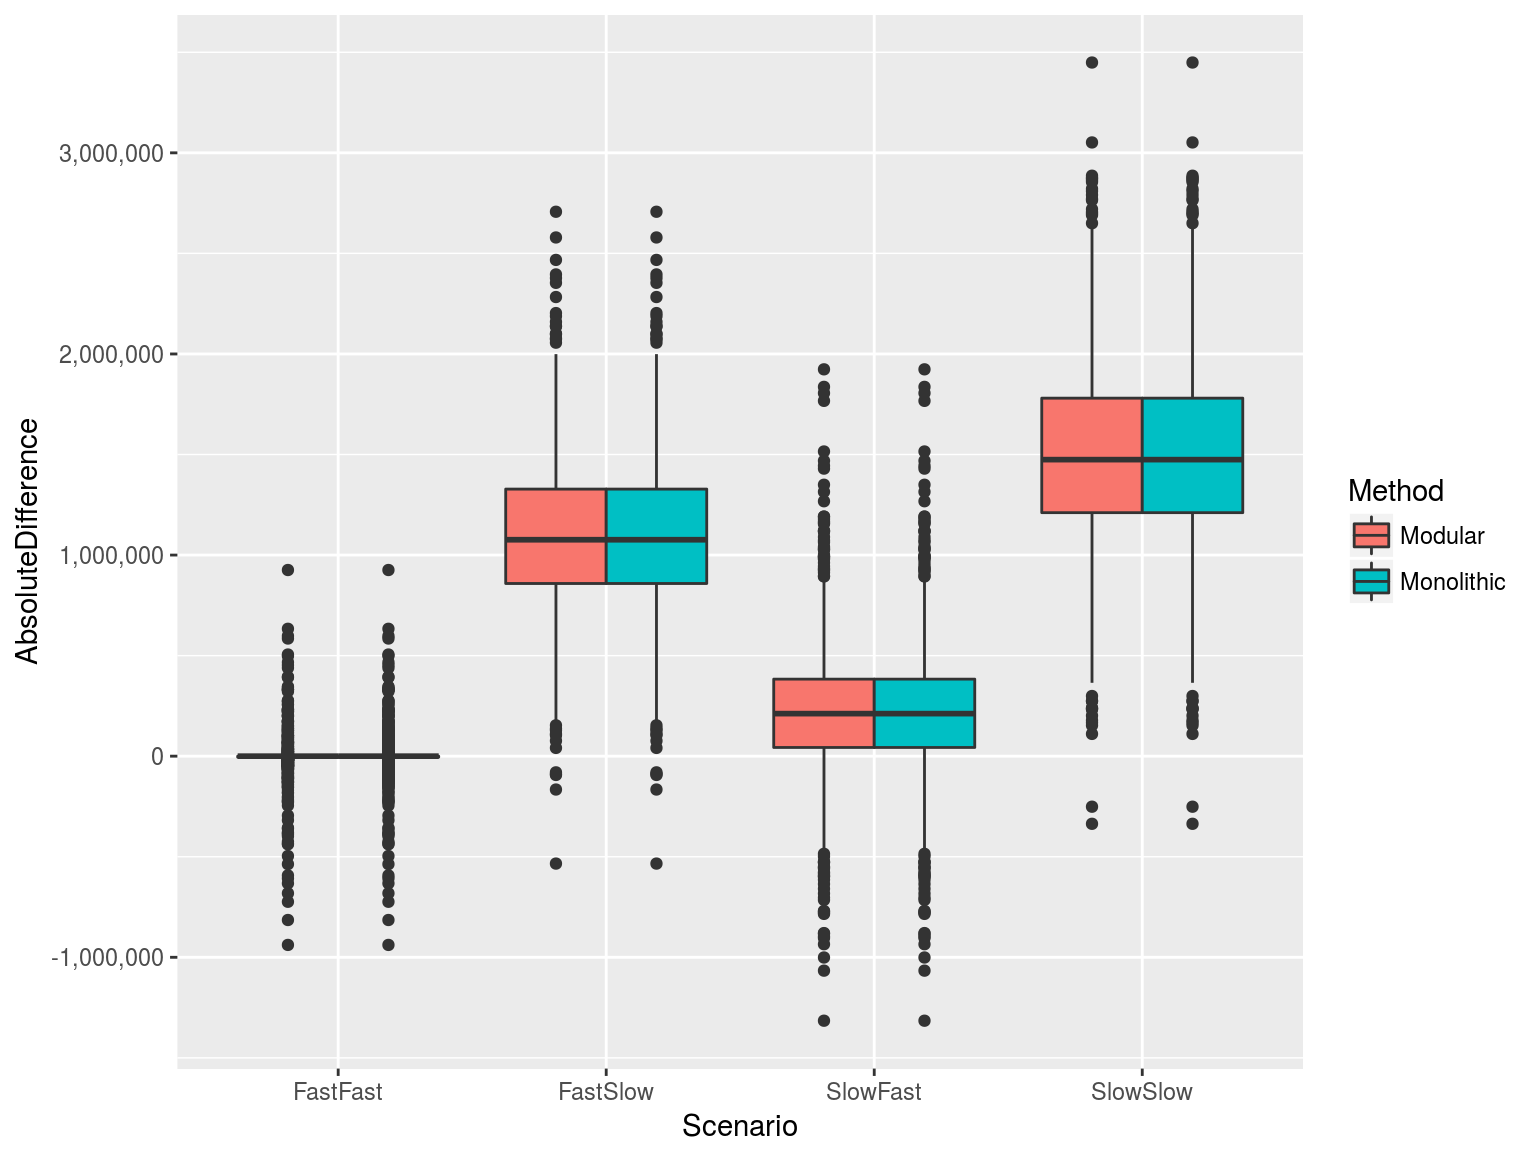 AbsoluteDifference
3,000,000
2,000,000
1,000,000
0
-1,000,000
FastFast
FastSlow
SlowFast
SlowSlow
Scenario
Method
Modular
Monolithic